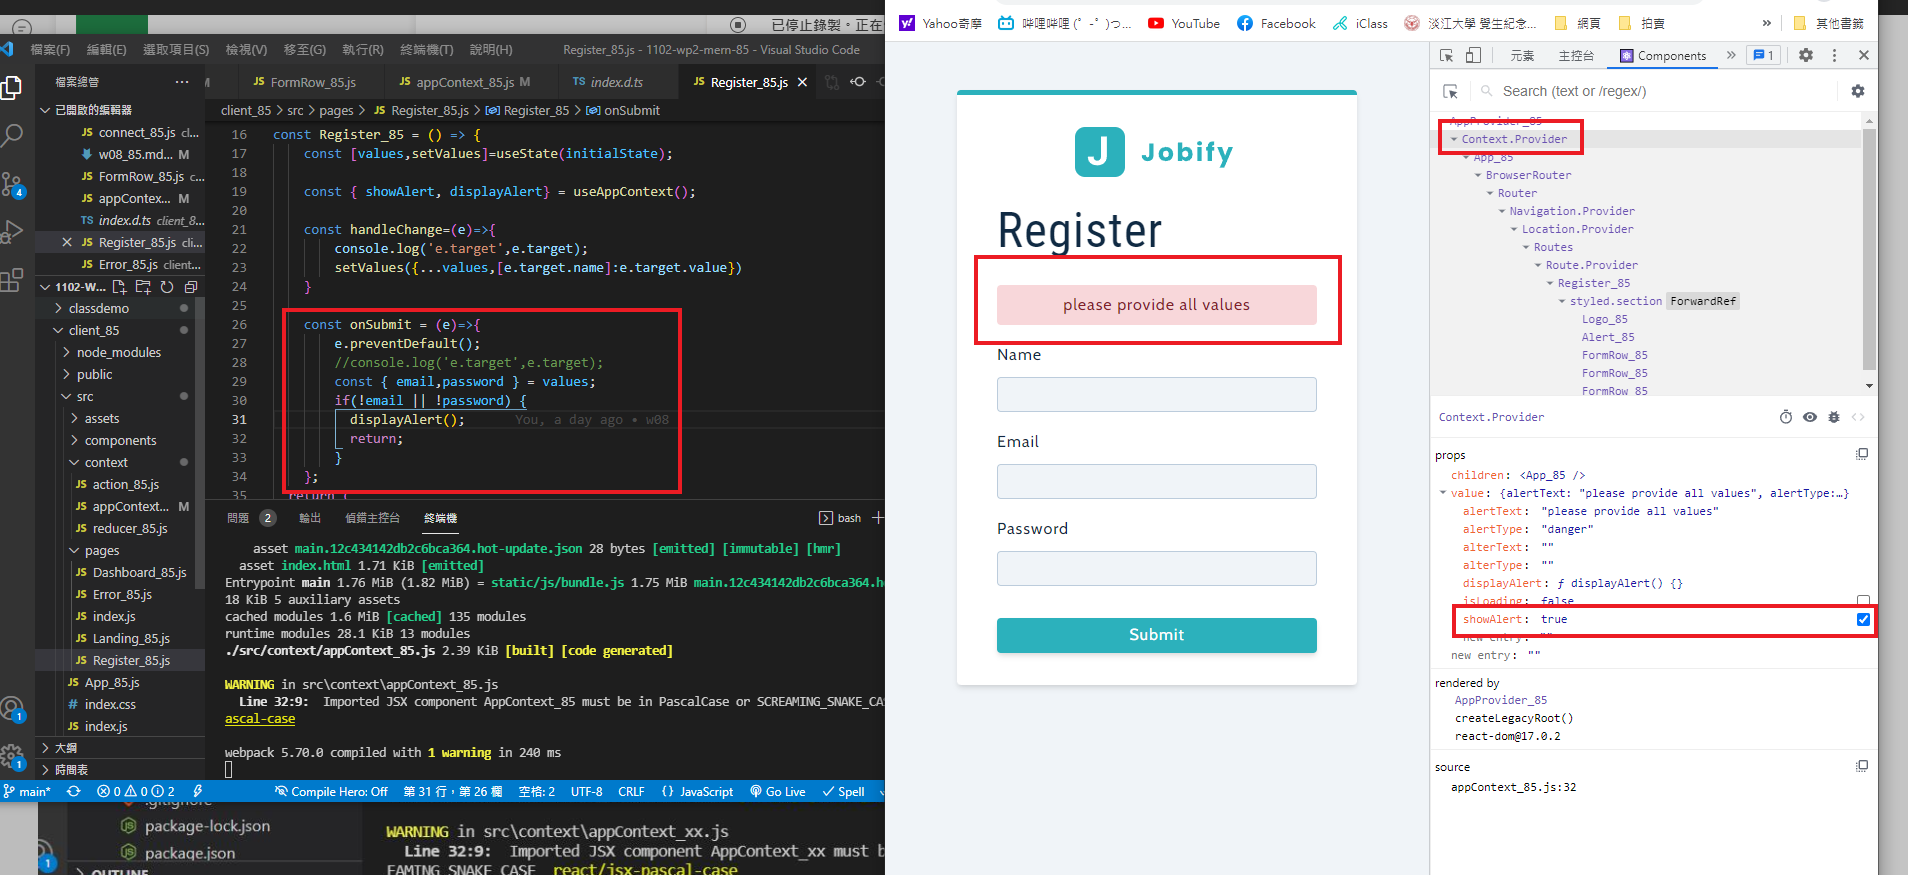 已停止錄製。正在
檔案(F) 編輯(E) 選取項目(S) 檢視(V) 移至(G) 執行(R) 終端機(T) 說明(H) Register_85.js - 1102-wp2-mern-85 - Visual Studio Code
檔案總管 ···
M JS FormRow_85.js JS appContext_85.js M TS index.d.ts JS Register_85.js
client_85 > src > pages > JS Register_85.js > Register_85 > onSubmit
已開啟的編輯器
JS connect_85.js cl...
w08_85.md... M
JS FormRow_85.js c...
JS appContex... M
TS index.d.ts client_8...
JS Register_85.js cli...
JS Error_85.js client...
1102-W...
classdemo
client_85
node_modules
public
src
assets
components
context
JS action_85.js
JS appContext... M
JS reducer_85.js
pages
JS Dashboard_85.js
JS Error_85.js
JS index.js
JS Landing_85.js
JS Register_85.js
JS App_85.js
# index.css
JS index.js
大綱
時間表
4
1
1
16 const Register_85 = () => {
17 const [values,setValues]=useState(initialState);
18
19 const { showAlert, displayAlert} = useAppContext();
20
21 const handleChange=(e)=>{
22 console.log('e.target',e.target);
23 setValues({...values,[e.target.name]:e.target.value})
24 }
25
26 const onSubmit = (e)=>{
27 e.preventDefault();
28 //console.log('e.target',e.target);
29 const { email,password } = values;
30 if(!email || !password) {
31 displayAlert(); You, a day ago • w08
32 return;
33 }
34 };
35 return (
問題 2 輸出 偵錯主控台 終端機 bash
asset main.12c434142db2c6bca364.hot-update.json 28 bytes [emitted] [immutable] [hmr]
asset index.html 1.71 KiB [emitted]
Entrypoint main 1.76 MiB (1.82 MiB) = static/js/bundle.js 1.75 MiB main.12c434142db2c6bca364.h
18 KiB 5 auxiliary assets
cached modules 1.6 MiB [cached] 135 modules
runtime modules 28.1 KiB 13 modules
./src/context/appContext_85.js 2.39 KiB [built] [code generated]
WARNING in src\context\appContext_85.js
Line 32:9: Imported JSX component AppContext_85 must be in PascalCase or SCREAMING_SNAKE_CA
ascal-case
webpack 5.70.0 compiled with 1 warning in 240 ms
main* 0 0 2 Compile Hero: Off 第 31 行，第 26 欄 空格: 2 UTF-8 CRLF {} JavaScript Go Live Spell
.gitignore
package-lock.json
package.json
OUTLINE
1
WARNING in src\context\appContext_xx.js
Line 32:9: Imported JSX component AppContext_xx must b
EAMING_SNAKE_CASE react/jsx-pascal-case
Yahoo奇摩 嗶哩嗶哩 ( ゜- ゜)つ... YouTube Facebook iClass 淡江大學 覺生紀念... 網頁 拍賣 » 其他書籤
J Jobify
Register
please provide all values
Name
Email
Password
Submit
元素 主控台 Components » 1
Search (text or /regex/)
AppProvider_85
Context.Provider
App_85
BrowserRouter
Router
Navigation.Provider
Location.Provider
Routes
Route.Provider
Register_85
styled.section ForwardRef
Logo_85
Alert_85
FormRow_85
FormRow_85
FormRow_85
Context.Provider
props
children: <App_85 />
value: {alertText: "please provide all values", alertType:…}
alertText: "please provide all values"
alertType: "danger"
alterText: ""
alterType: ""
displayAlert: ƒ displayAlert() {}
isLoading: false
showAlert: true
new entry: ""
new entry: ""
rendered by
AppProvider_85
createLegacyRoot()
react-dom@17.0.2
source
appContext_85.js:32